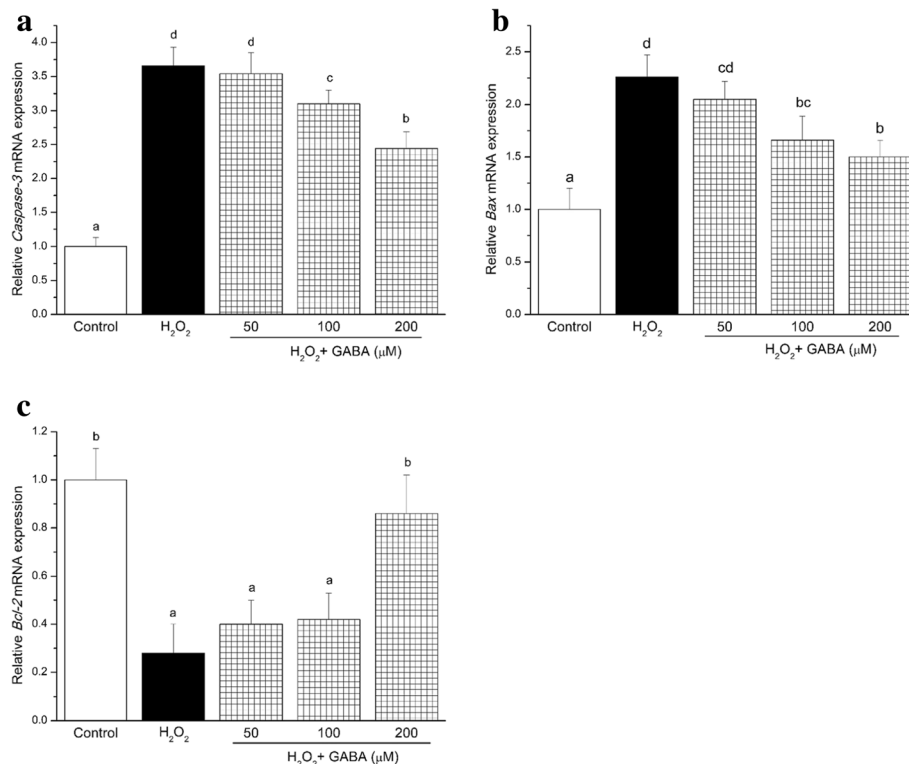 a
Relative Caspase-3 mRNA expression
4.0
3.5
3.0
2.5
2.0
1.5
1.0
0.5
0.0
a
d
d
c
b
Control
H₂O₂
50
100
200
H₂O₂+ GABA (μM)
b
Relative Bax mRNA expression
2.5
2.0
1.5
1.0
0.5
0.0
a
d
cd
bc
b
Control
H₂O₂
50
100
200
H₂O₂+ GABA (μM)
c
Relative Bcl-2 mRNA expression
1.2
1.0
0.8
0.6
0.4
0.2
0.0
b
a
a
a
b
Control
H₂O₂
50
100
200
H₂O₂+ GABA (μM)